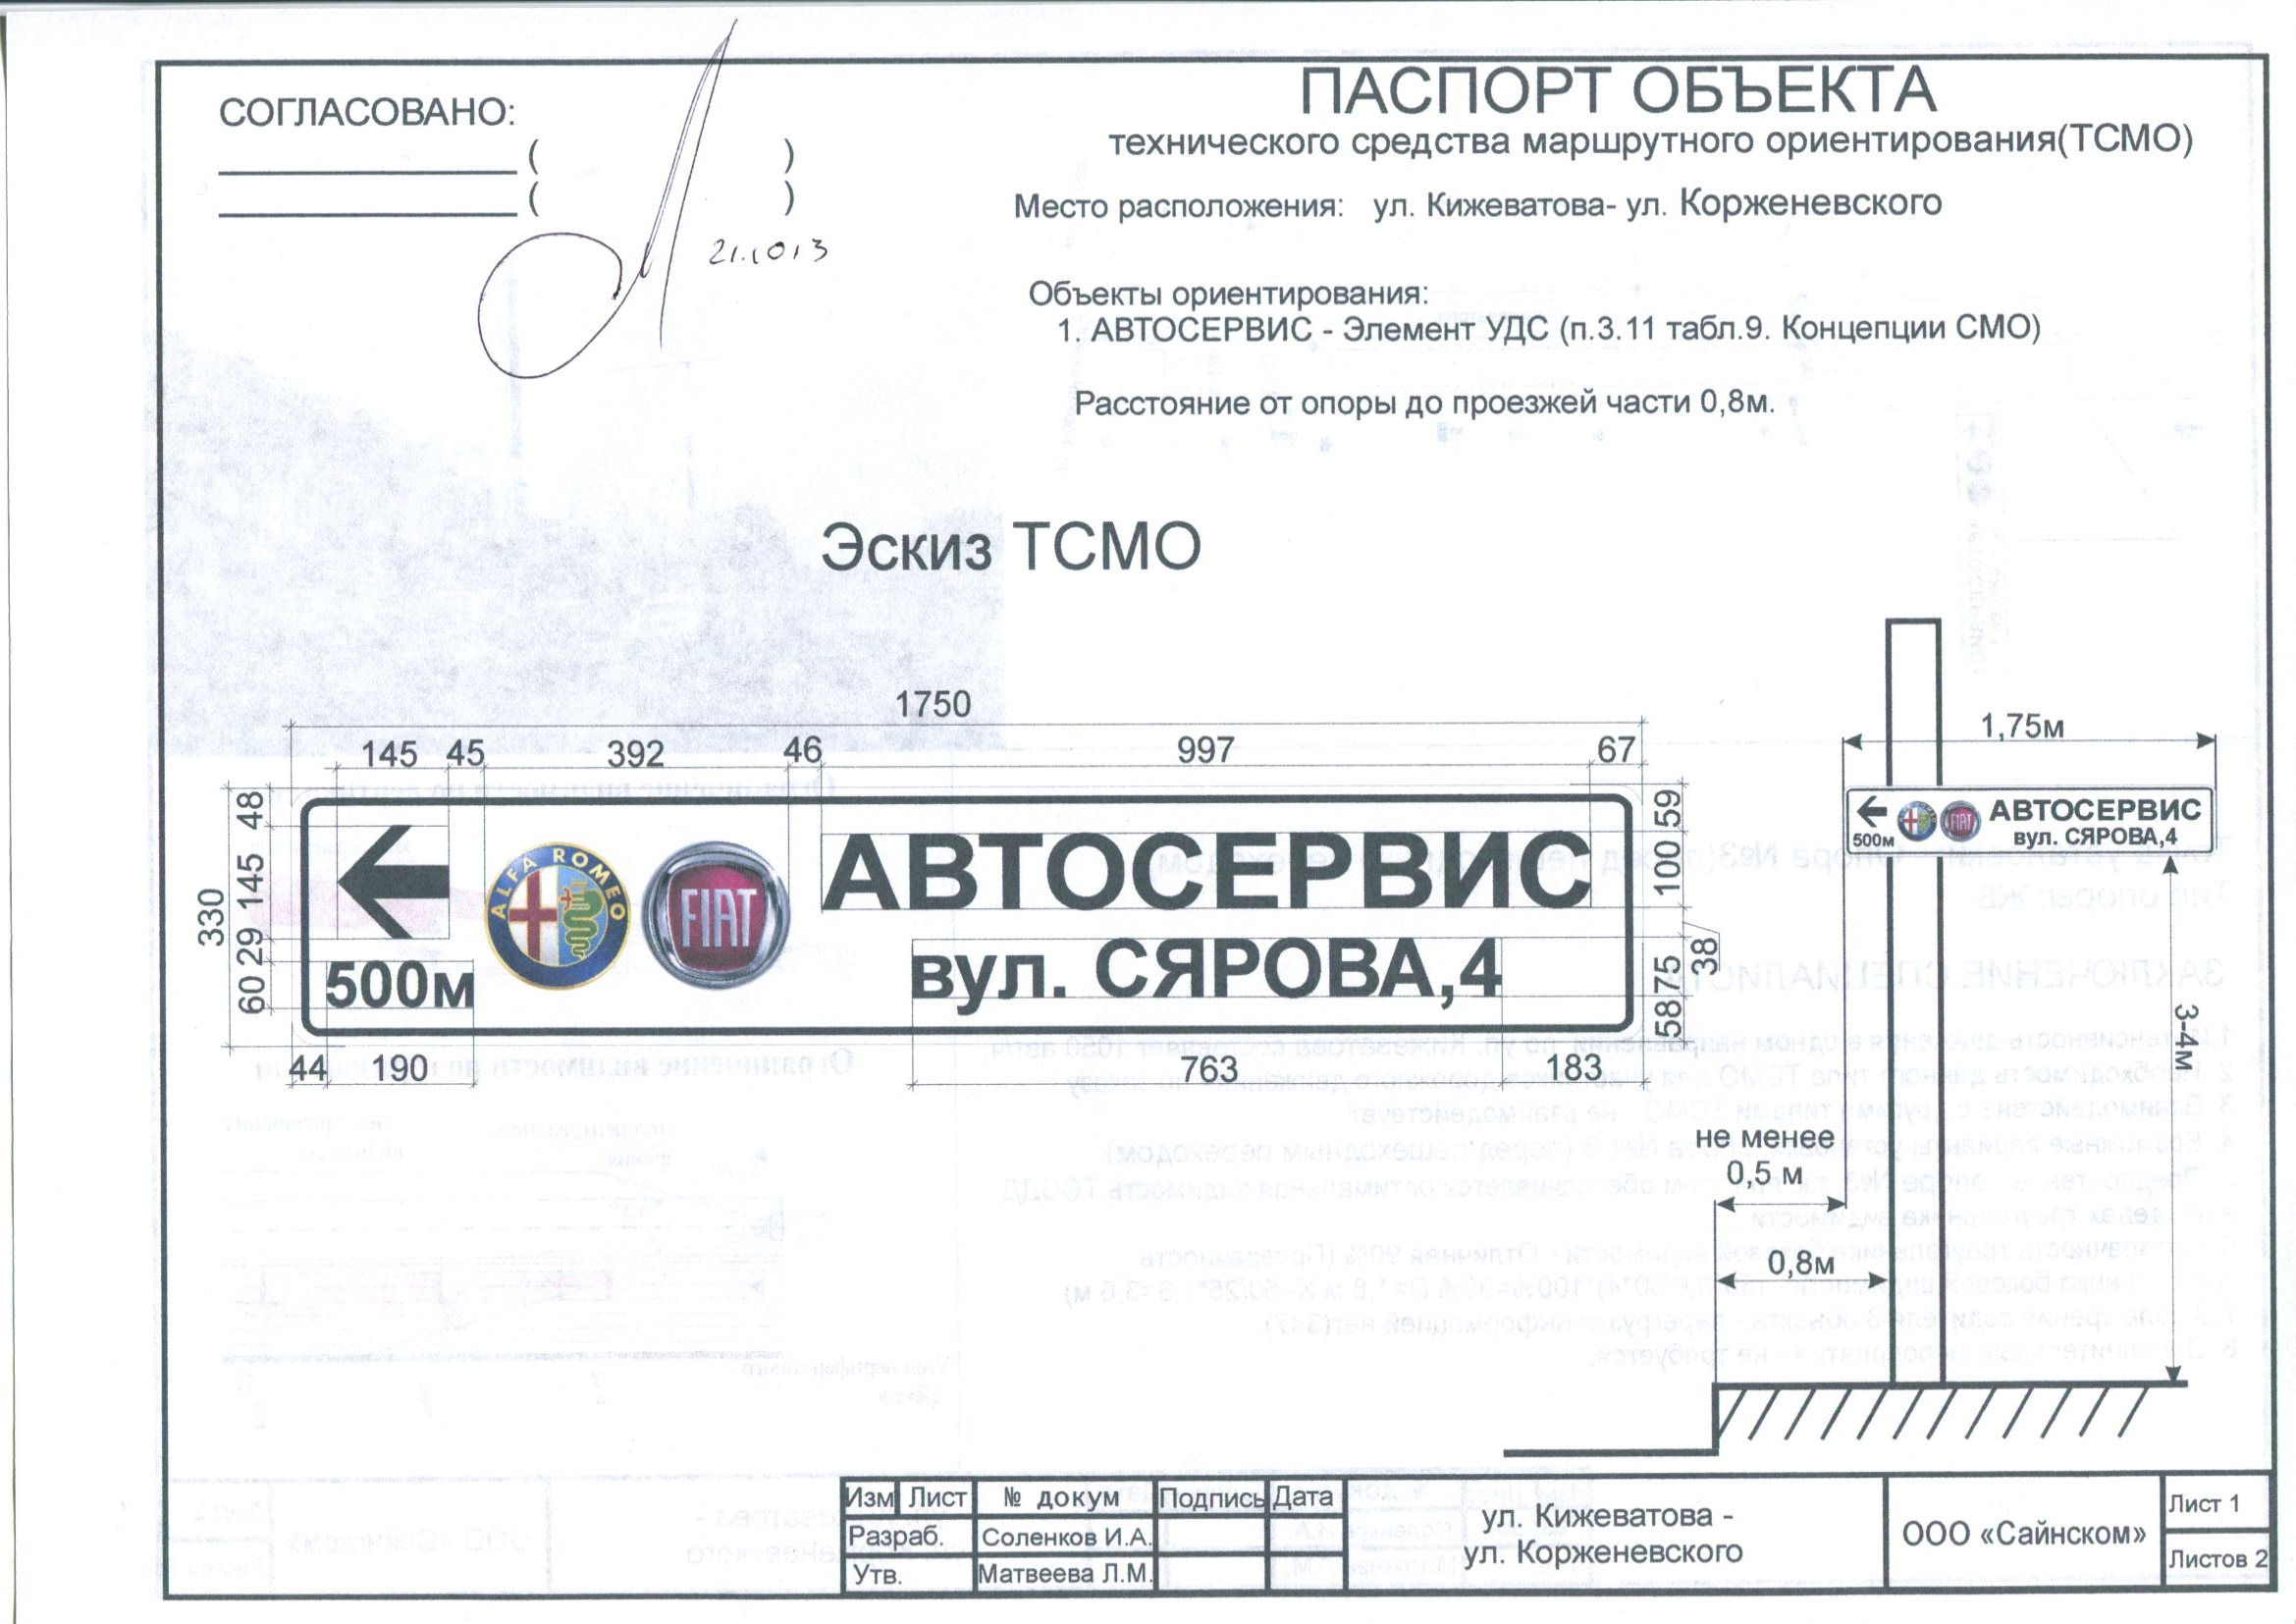 СОГЛАСОВАНО:
( )
( )
21.10 13
ПАСПОРТ ОБЪЕКТА
технического средства маршрутного ориентирования(ТСМО)
Место расположения: ул. Кижеватова- ул. Корженевского
Объекты ориентирования:
1. АВТОСЕРВИС - Элемент УДС (п.3.11 табл.9. Концепции СМО)
Расстояние от опоры до проезжей части 0,8м.
Эскиз ТСМО
1750
145 45 392 46 997 67
330
48 145 29 60
ALFA ROMEO
FIAT
АВТОСЕРВИС
500м
вул. СЯРОВА,4
59 100 38 75 58
44 190 763 183
1,75м
ALFA ROMEO
FIAT
АВТОСЕРВИС
500м
вул. СЯРОВА,4
3-4м
не менее
0,5 м
0,8м
Изм Лист № докум Подпись Дата
Разраб. Соленков И.А.
Утв. Матвеева Л.М.
ул. Кижеватова -
ул. Корженевского
ООО «Сайнском»
Лист 1
Листов 2